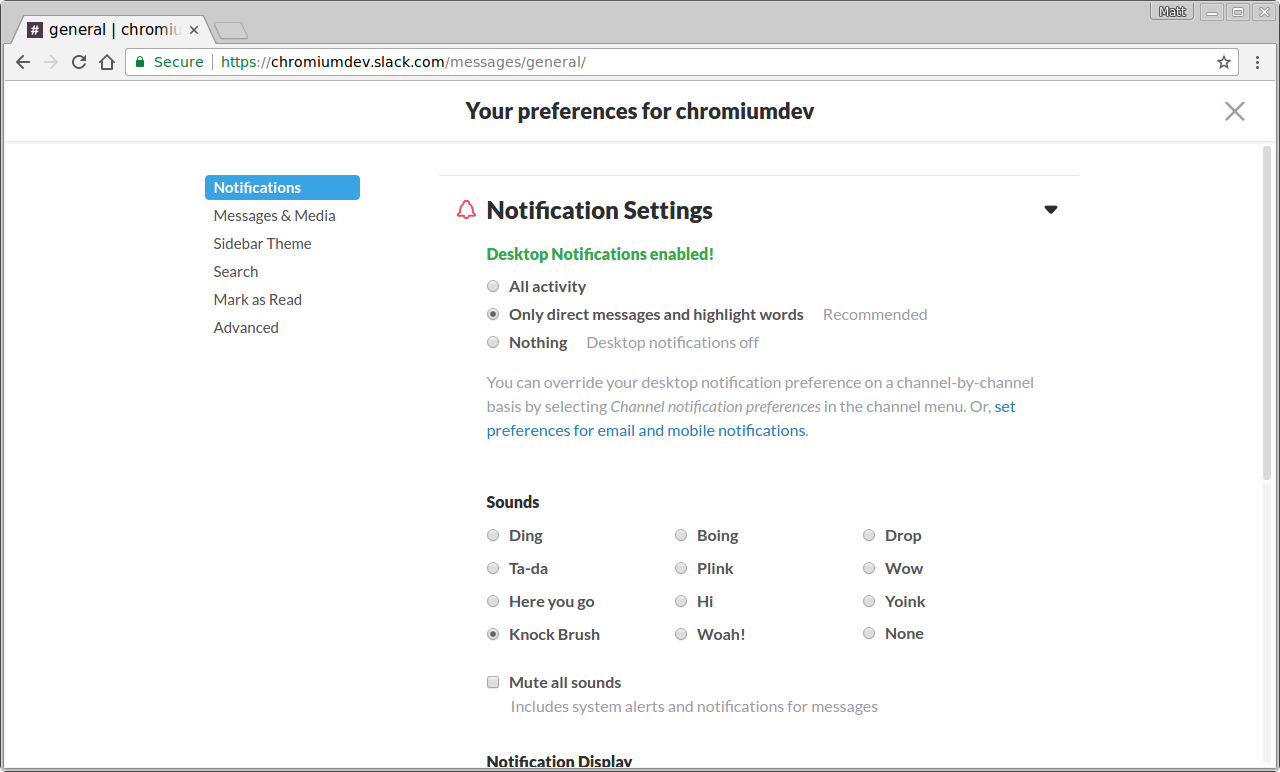 Matt
# general | chromiu
Secure https://chromiumdev.slack.com/messages/general/
Your preferences for chromiumdev
Notifications
Messages & Media
Sidebar Theme
Search
Mark as Read
Advanced
Notification Settings
Desktop Notifications enabled!
All activity
Only direct messages and highlight words Recommended
Nothing Desktop notifications off
You can override your desktop notification preference on a channel-by-channel
basis by selecting Channel notification preferences in the channel menu. Or, set
preferences for email and mobile notifications.
Sounds
Ding Boing Drop
Ta-da Plink Wow
Here you go Hi Yoink
Knock Brush Woah! None
Mute all sounds
Includes system alerts and notifications for messages
Notification Display